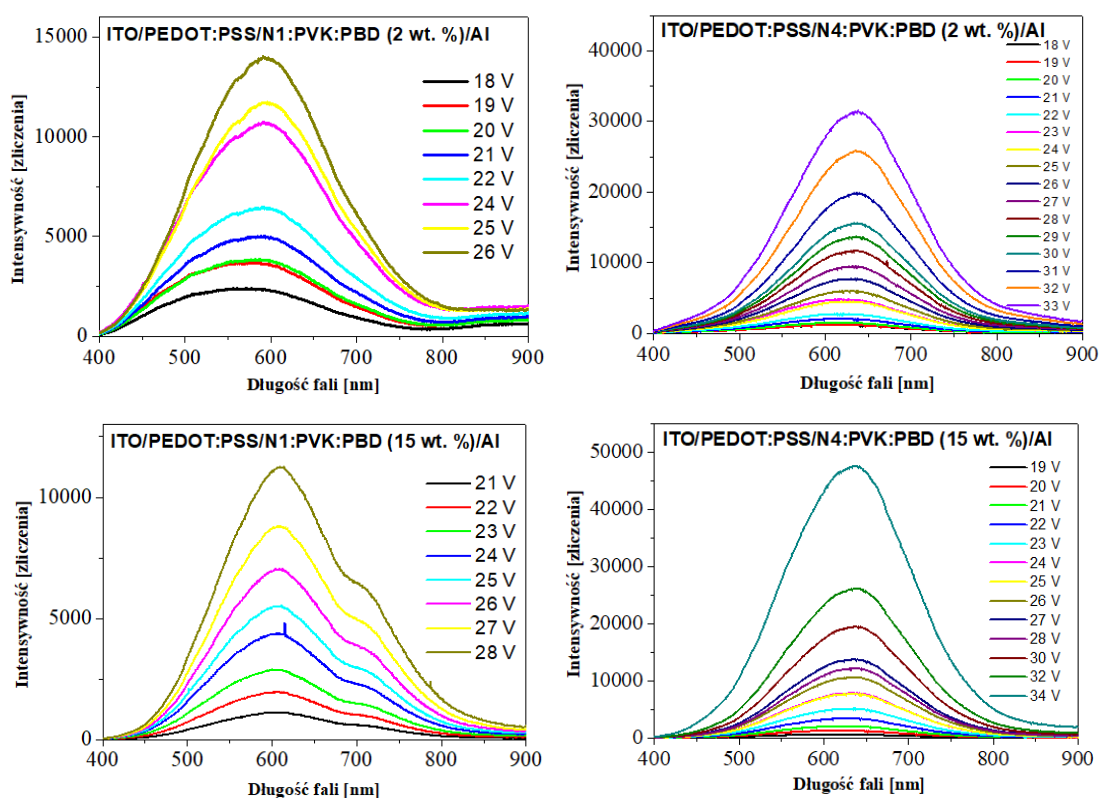 ITO/PEDOT:PSS/N1:PVK:PBD (2 wt. %)/Al
Intensywność [zliczenia]
15000
10000
5000
0
400
500
600
700
800
900
Długość fali [nm]
18 V
19 V
20 V
21 V
22 V
24 V
25 V
26 V
ITO/PEDOT:PSS/N4:PVK:PBD (2 wt. %)/Al
Intensywność [zliczenia]
40000
30000
20000
10000
0
400
500
600
700
800
900
Długość fali [nm]
18 V
19 V
20 V
21 V
22 V
23 V
24 V
25 V
26 V
27 V
28 V
29 V
30 V
31 V
32 V
33 V
ITO/PEDOT:PSS/N1:PVK:PBD (15 wt. %)/Al
Intensywność [zliczenia]
10000
5000
0
400
500
600
700
800
900
Długość fali [nm]
21 V
22 V
23 V
24 V
25 V
26 V
27 V
28 V
ITO/PEDOT:PSS/N4:PVK:PBD (15 wt. %)/Al
Intensywność [zliczenia]
50000
40000
30000
20000
10000
0
400
500
600
700
800
900
Długość fali [nm]
19 V
20 V
21 V
22 V
23 V
24 V
25 V
26 V
27 V
28 V
30 V
32 V
34 V